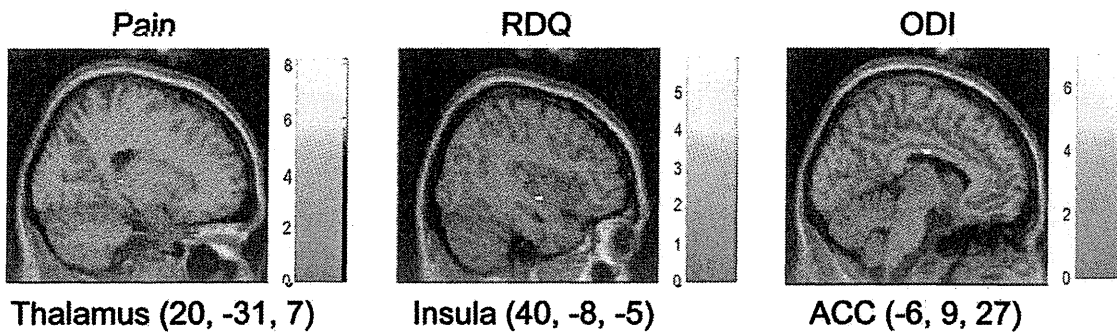 Pain RDQ ODI
8 6 4 2 0
5 4 3 2 1 0
6 4 2 0
Thalamus (20, -31, 7) Insula (40, -8, -5) ACC (-6, 9, 27)